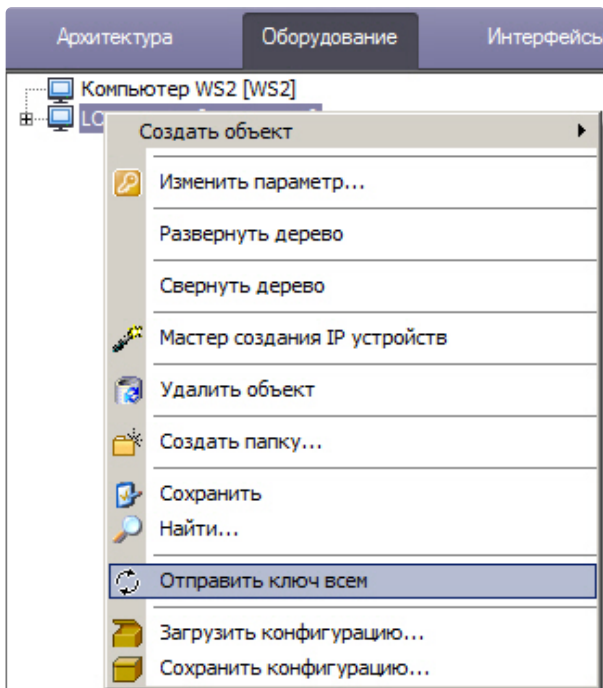 Архитектура Оборудование Интерфейсы
Компьютер WS2 [WS2]
LO
Создать объект
Изменить параметр...
Развернуть дерево
Свернуть дерево
Мастер создания IP устройств
Удалить объект
Создать папку...
Сохранить
Найти...
Отправить ключ всем
Загрузить конфигурацию...
Сохранить конфигурацию...